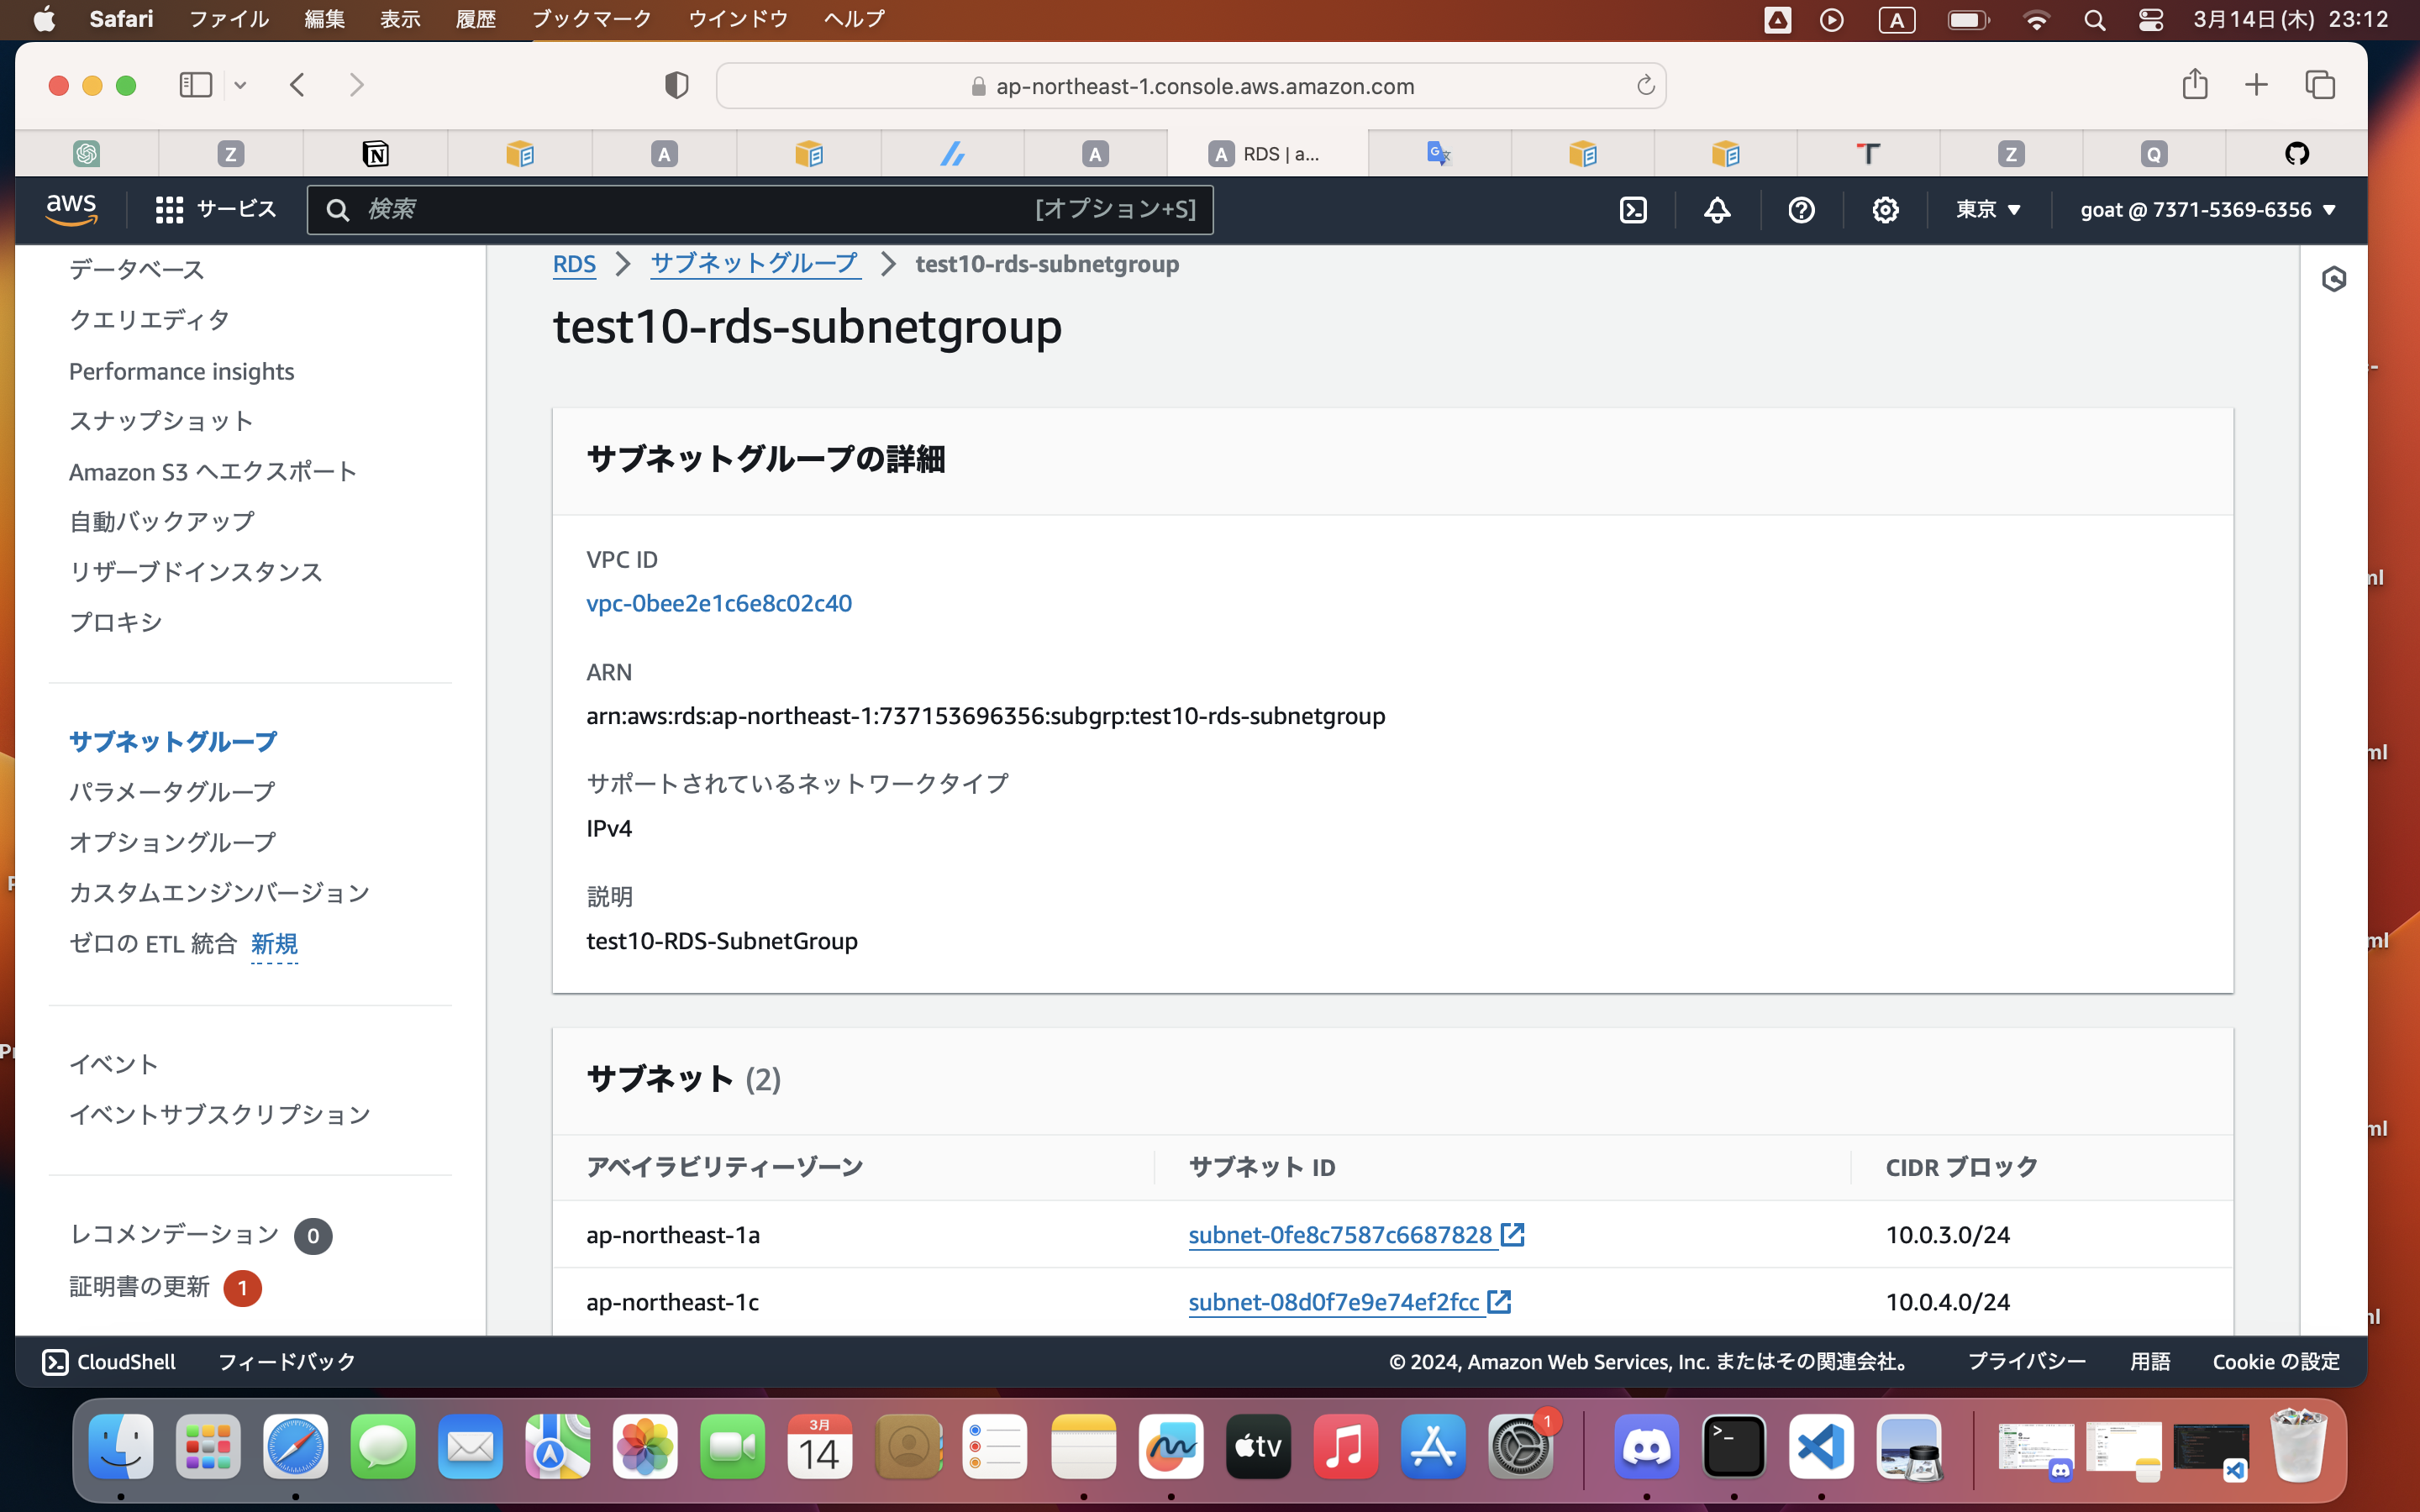 Safari ファイル 編集 表示 履歴 ブックマーク ウインドウ ヘルプ A 3月14日(木) 23:12
ap-northeast-1.console.aws.amazon.com
Z N A A A RDS | a... G T Z Q
aws サービス 検索 [オプション+S] 東京 goat @ 7371-5369-6356
データベース
クエリエディタ
Performance insights
スナップショット
Amazon S3 へエクスポート
自動バックアップ
リザーブドインスタンス
プロキシ
サブネットグループ
パラメータグループ
オプショングループ
カスタムエンジンバージョン
ゼロの ETL 統合 新規
イベント
イベントサブスクリプション
レコメンデーション 0
証明書の更新 1
RDS サブネットグループ test10-rds-subnetgroup
test10-rds-subnetgroup
サブネットグループの詳細
VPC ID
vpc-0bee2e1c6e8c02c40
ARN
arn:aws:rds:ap-northeast-1:737153696356:subgrp:test10-rds-subnetgroup
サポートされているネットワークタイプ
IPv4
説明
test10-RDS-SubnetGroup
サブネット (2)
アベイラビリティーゾーン サブネット ID CIDR ブロック
ap-northeast-1a subnet-0fe8c7587c6687828 10.0.3.0/24
ap-northeast-1c subnet-08d0f7e9e74ef2fcc 10.0.4.0/24
CloudShell フィードバック © 2024, Amazon Web Services, Inc. またはその関連会社。 プライバシー 用語 Cookie の設定
3月
14
tv
1